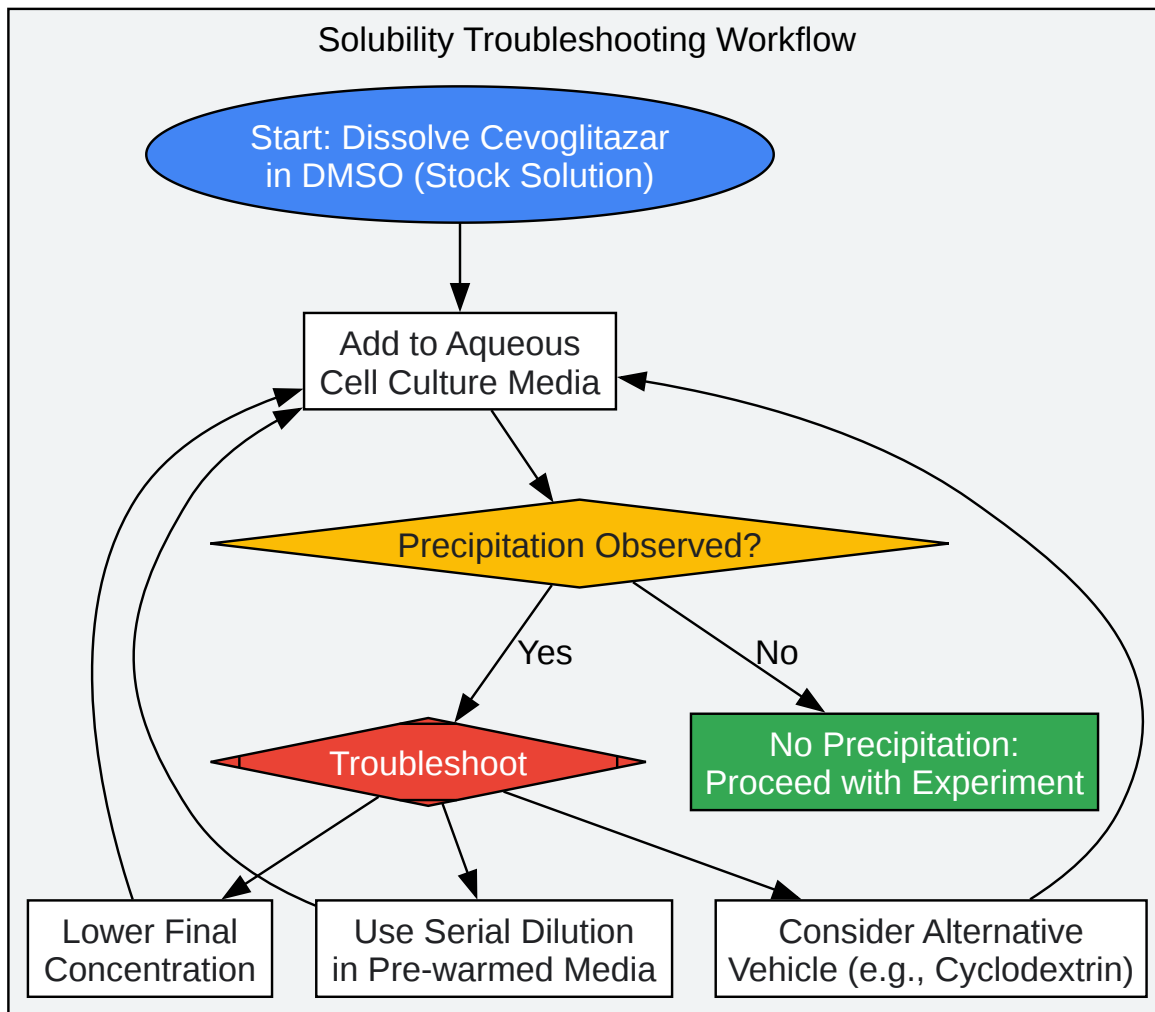 Solubility Troubleshooting Workflow
Start: Dissolve Cevoglitazar
in DMSO (Stock Solution)
Add to Aqueous
Cell Culture Media
Precipitation Observed?
Yes
No
Troubleshoot
No Precipitation:
Proceed with Experiment
Lower Final
Concentration
Use Serial Dilution
in Pre-warmed Media
Consider Alternative
Vehicle (e.g., Cyclodextrin)